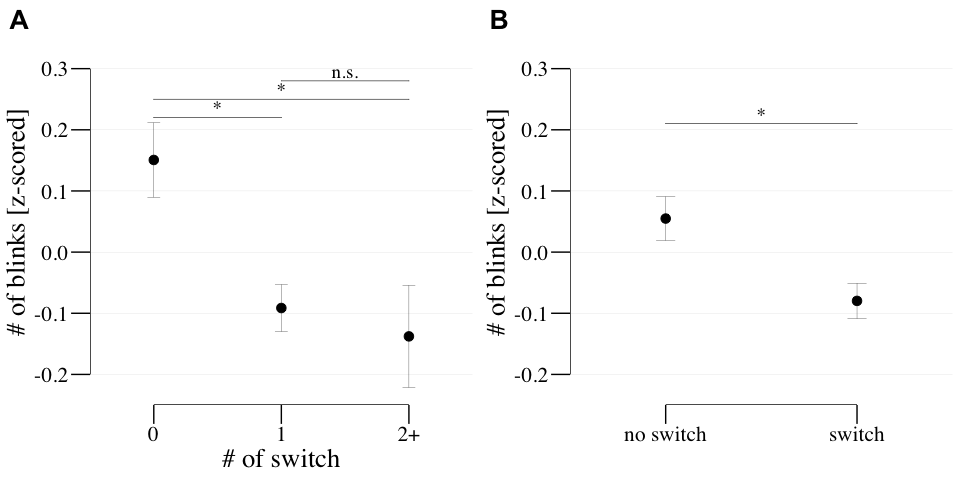 A
# of blinks [z-scored]
0.3
0.2
0.1
0.0
-0.1
-0.2
n.s.
*
*
0
1
2+
# of switch
B
# of blinks [z-scored]
0.3
0.2
0.1
0.0
-0.1
-0.2
*
no switch
switch